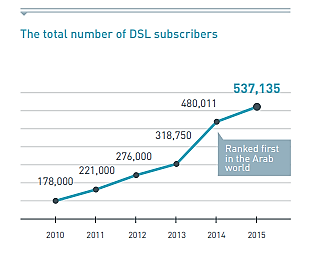 The total number of DSL subscribers
537,135
480,011
318,750
276,000
221,000
178,000
Ranked first
in the Arab
world
2010 2011 2012 2013 2014 2015